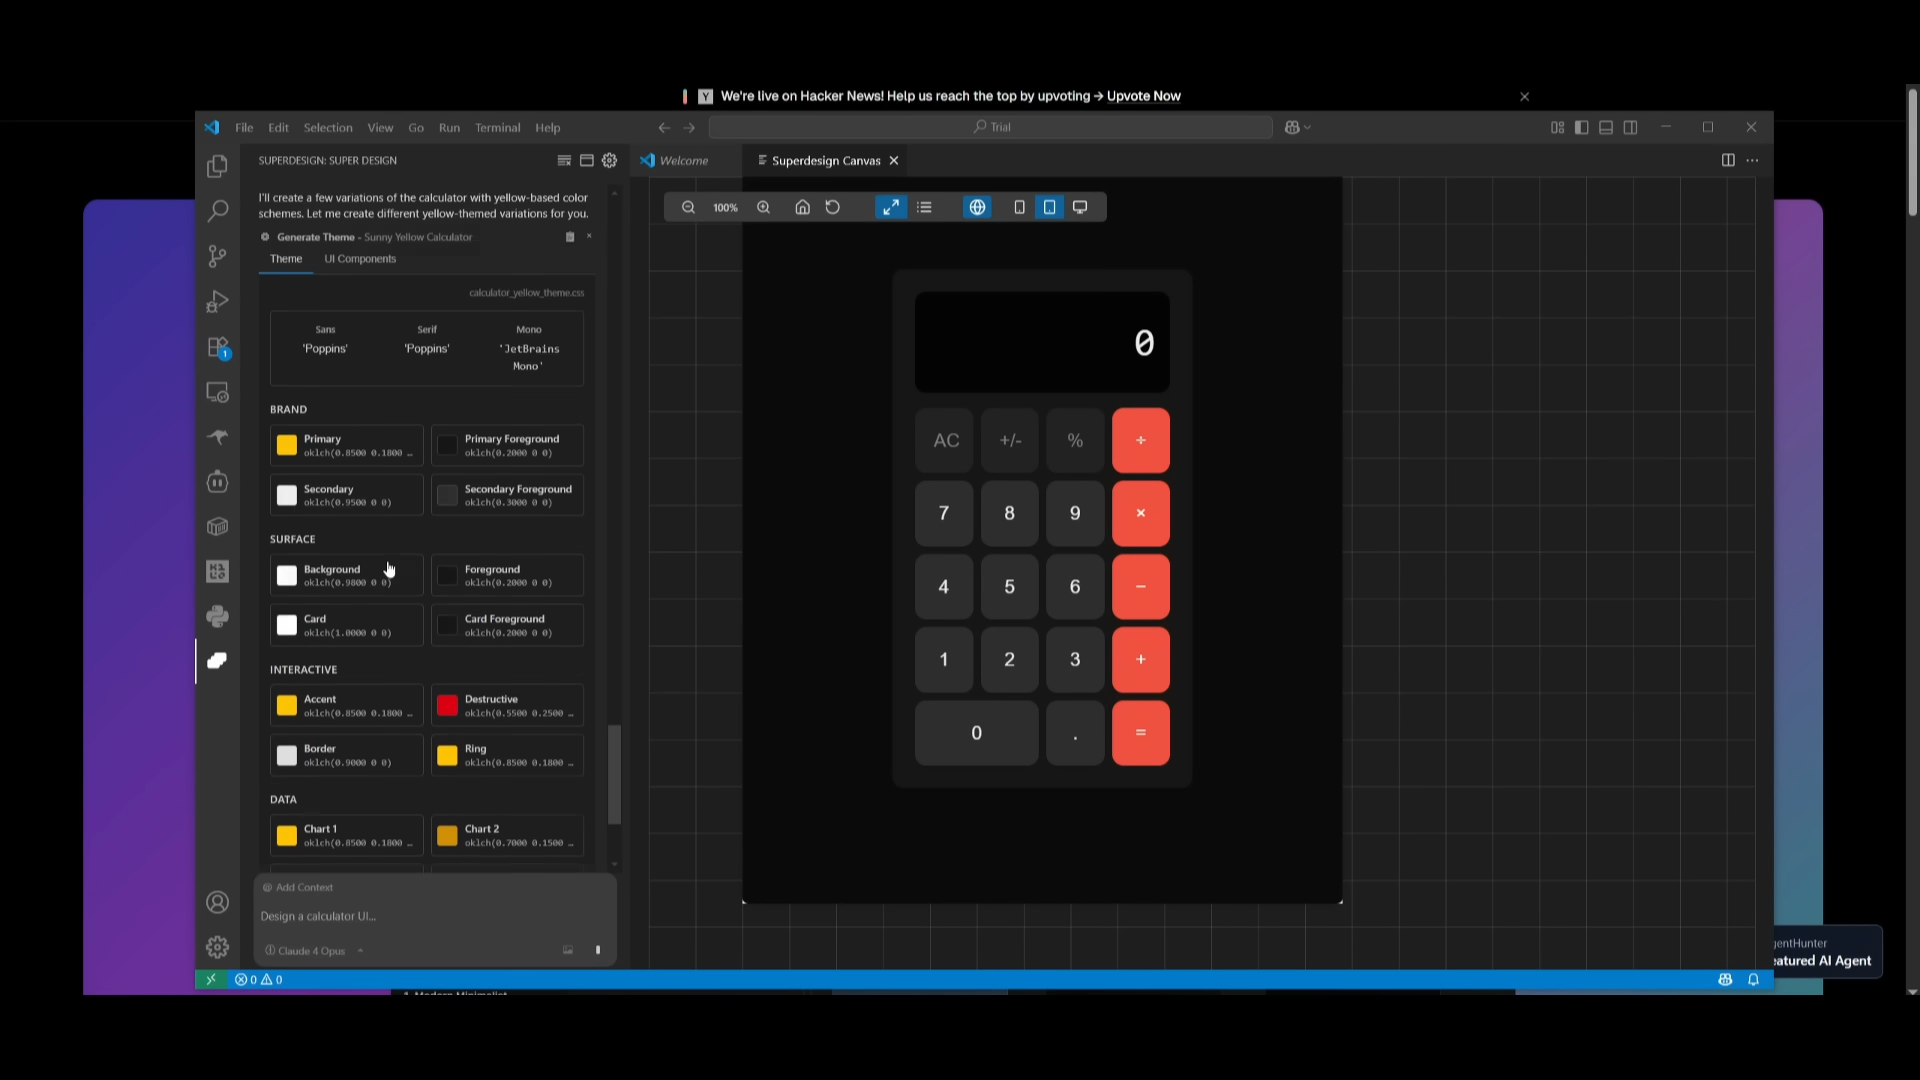 Y We're live on Hacker News! Help us reach the top by upvoting → Upvote Now
File Edit Selection View Go Run Terminal Help
Trial
SUPERDESIGN: SUPER DESIGN
Welcome
Superdesign Canvas
I'll create a few variations of the calculator with yellow-based color
schemes. Let me create different yellow-themed variations for you.
100%
Generate Theme - Sunny Yellow Calculator
Theme UI Components
calculator_yellow_theme.css
Sans Serif Mono
'Poppins' 'Poppins' 'JetBrains
Mono'
BRAND
Primary
oklch(0.8500 0.1800 …
Primary Foreground
oklch(0.2000 0 0)
Secondary
oklch(0.9500 0 0)
Secondary Foreground
oklch(0.3000 0 0)
SURFACE
Background
oklch(0.9800 0 0)
Foreground
oklch(0.2000 0 0)
Card
oklch(1.0000 0 0)
Card Foreground
oklch(0.2000 0 0)
INTERACTIVE
Accent
oklch(0.8500 0.1800 …
Destructive
oklch(0.5500 0.2500 …
Border
oklch(0.9000 0 0)
Ring
oklch(0.8500 0.1800 …
DATA
Chart 1
oklch(0.8500 0.1800 …
Chart 2
oklch(0.7000 0.1500 …
@ Add Context
Design a calculator UI...
Claude 4 Opus
0
AC +/- % ÷
7 8 9 ×
4 5 6 −
1 2 3 +
0 . =
1
0 0
gentHunter
eatured AI Agent